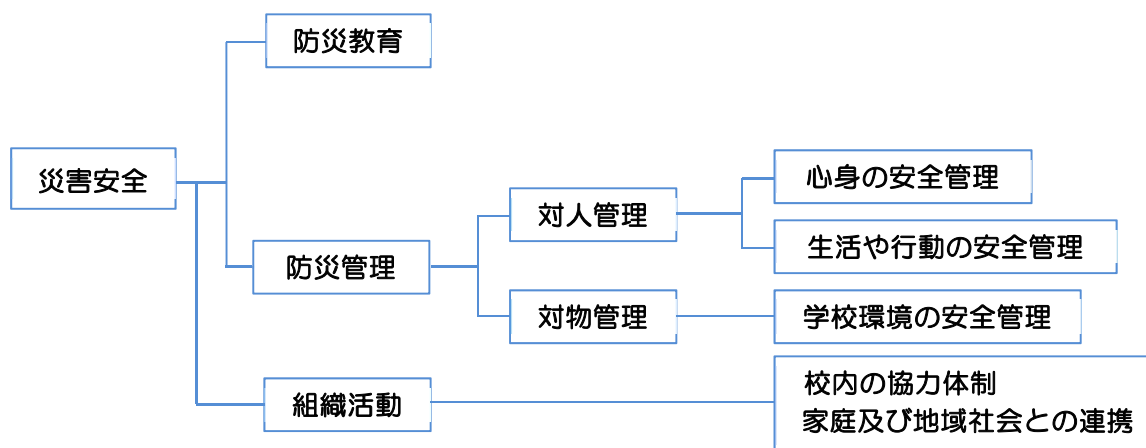 防災教育
災害安全
心身の安全管理
対人管理
生活や行動の安全管理
防災管理
対物管理
学校環境の安全管理
組織活動
校内の協力体制
家庭及び地域社会との連携